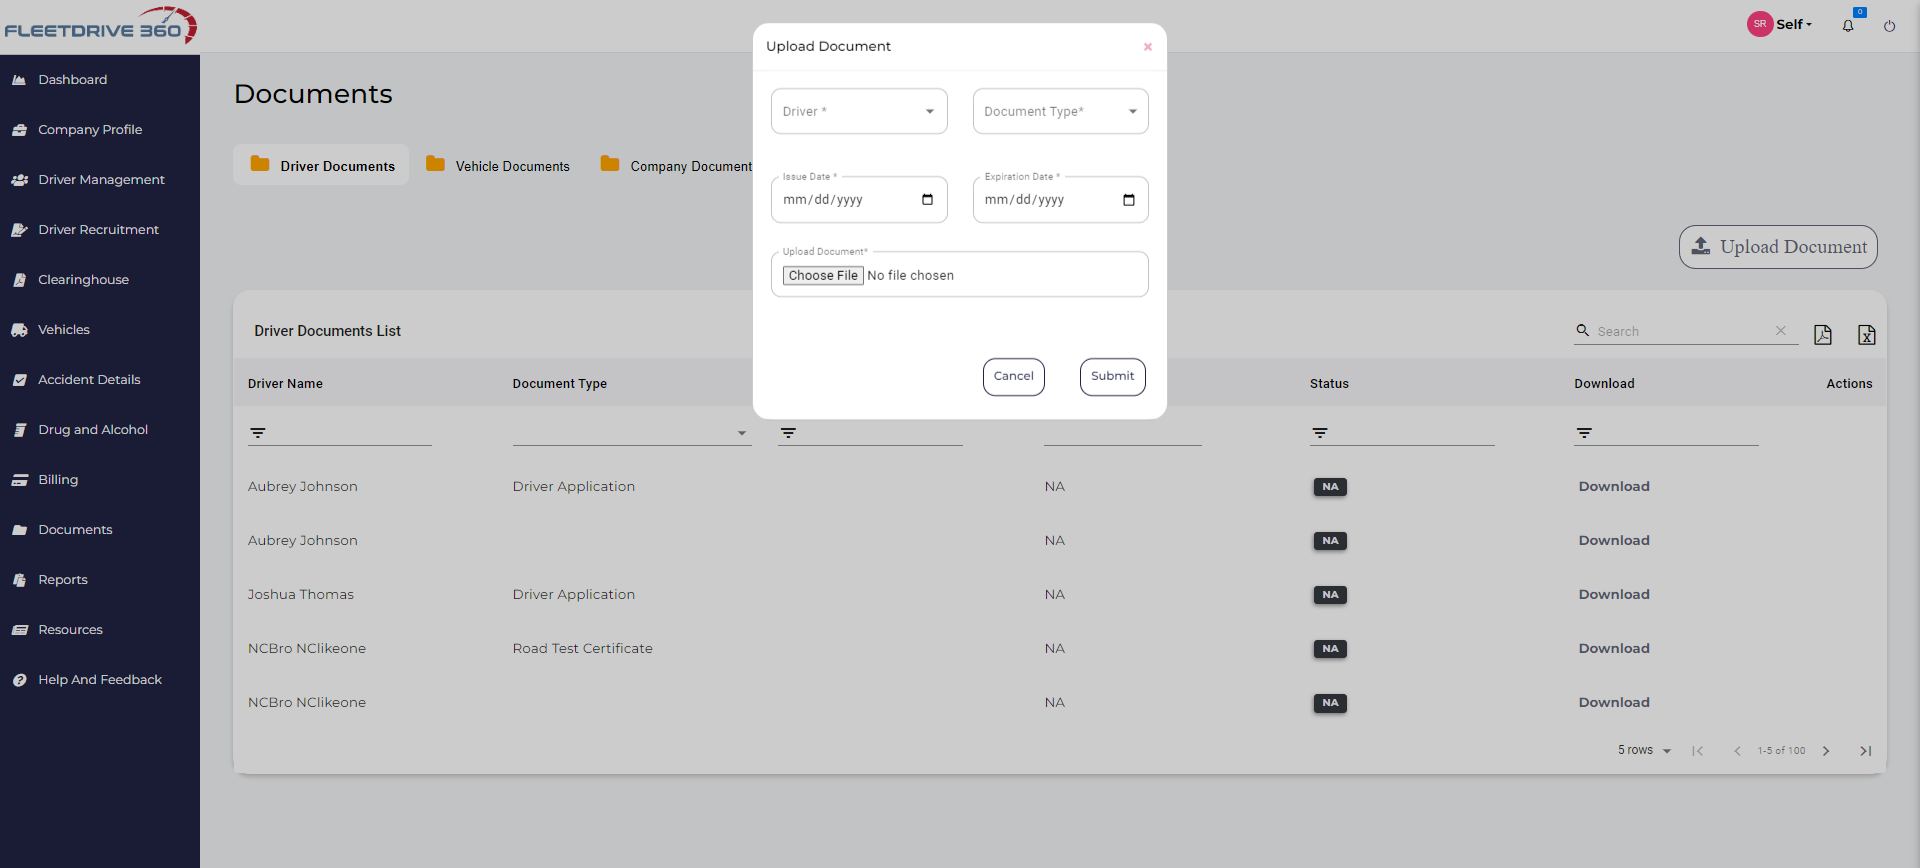 FLEETDRIVE 360
SR Self
0
Dashboard
Company Profile
Driver Management
Driver Recruitment
Clearinghouse
Vehicles
Accident Details
Drug and Alcohol
Billing
Documents
Reports
Resources
Help And Feedback
Documents
Driver Documents
Vehicle Documents
Company Document
Upload Document
Upload Document
×
Driver *
Document Type*
Issue Date *
mm/dd/yyyy
Expiration Date *
mm/dd/yyyy
Upload Document*
Choose File No file chosen
Cancel
Submit
Driver Documents List
Search
Driver Name Document Type Status Download Actions
Aubrey Johnson Driver Application NA NA Download
Aubrey Johnson NA NA Download
Joshua Thomas Driver Application NA NA Download
NCBro NClikeone Road Test Certificate NA NA Download
NCBro NClikeone NA NA Download
5 rows 1-5 of 100